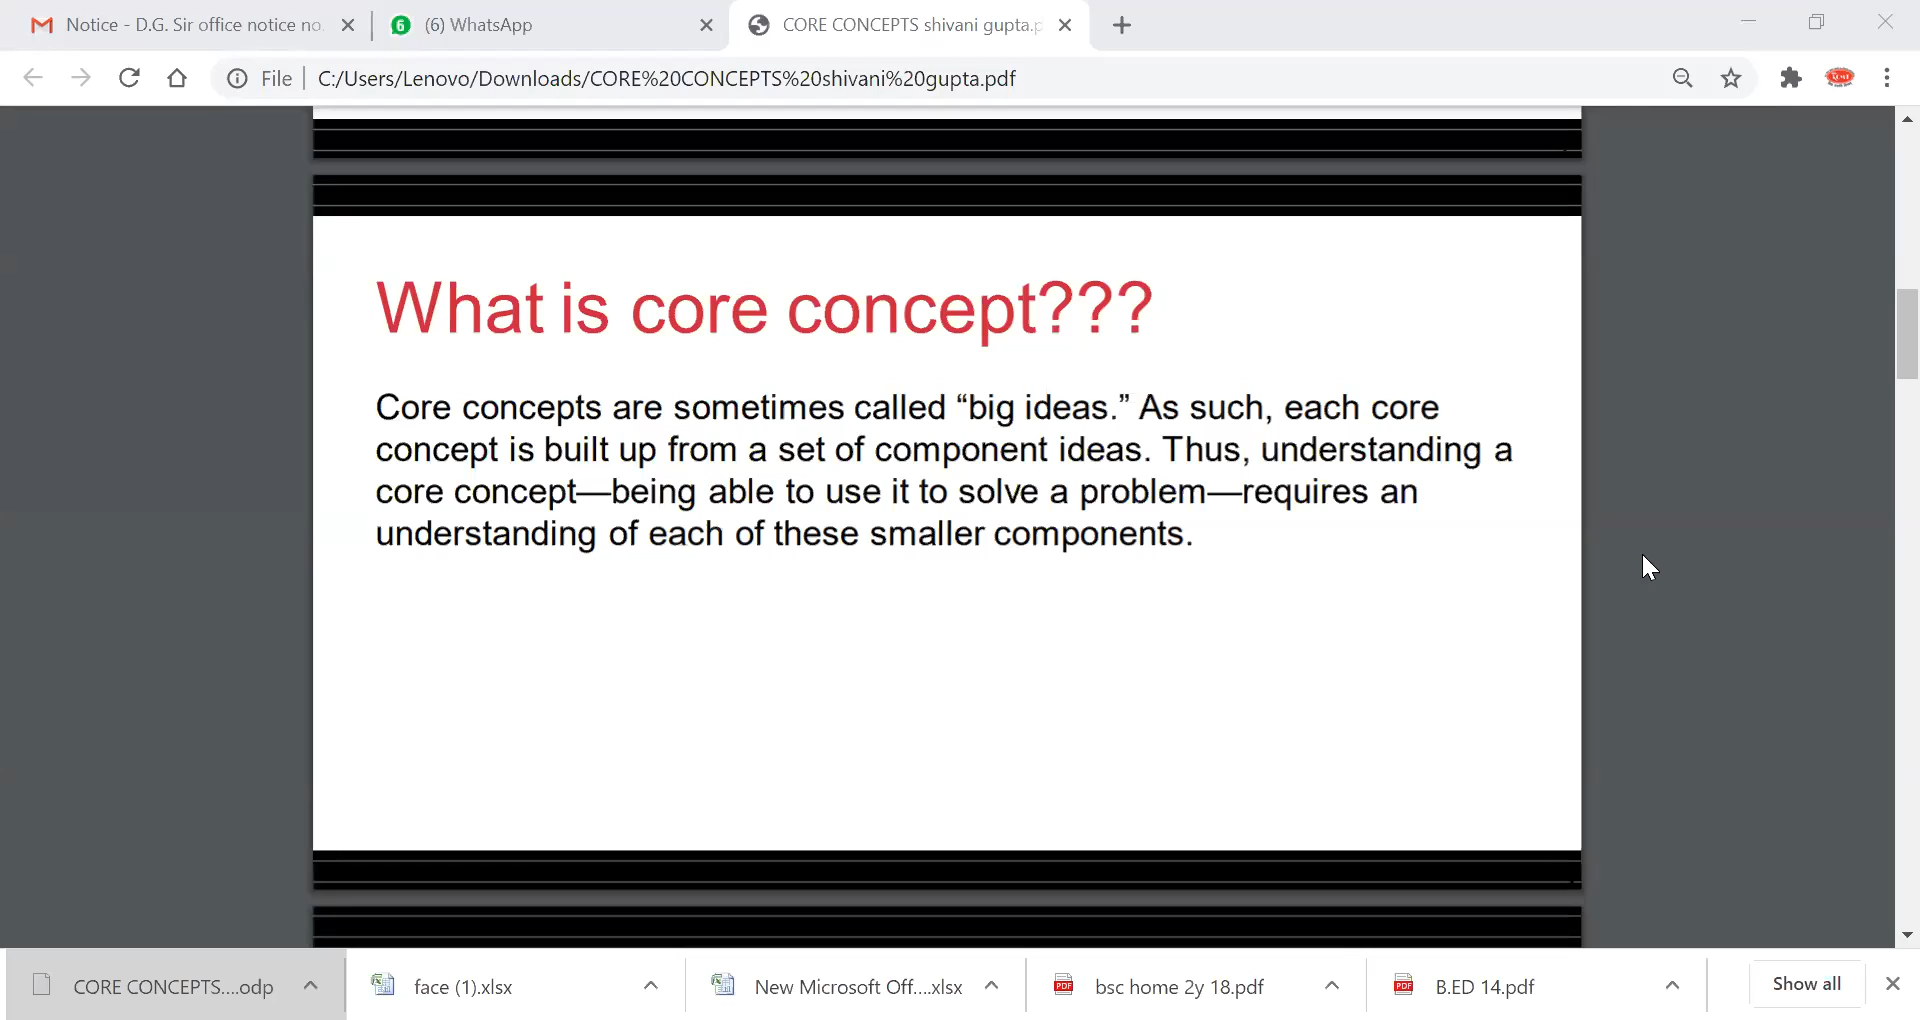 Notice - D.G. Sir office notice no.
6
(6) WhatsApp
CORE CONCEPTS shivani gupta.p
File
C:/Users/Lenovo/Downloads/CORE%20CONCEPTS%20shivani%20gupta.pdf
What is core concept???
Core concepts are sometimes called “big ideas.” As such, each core
concept is built up from a set of component ideas. Thus, understanding a
core concept—being able to use it to solve a problem—requires an
understanding of each of these smaller components.
CORE CONCEPTS....odp
face (1).xlsx
New Microsoft Off....xlsx
PDF
bsc home 2y 18.pdf
PDF
B.ED 14.pdf
Show all